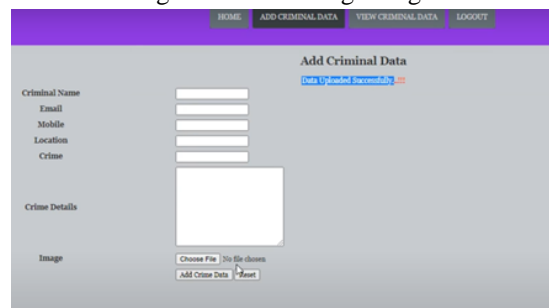 HOME ADD CRIMINAL DATA VIEW CRIMINAL DATA LOGOUT
Add Criminal Data
Data Uploaded Successfully..!!!
Criminal Name
Email
Mobile
Location
Crime
Crime Details
Image Choose File No file chosen
Add Crime Data Reset